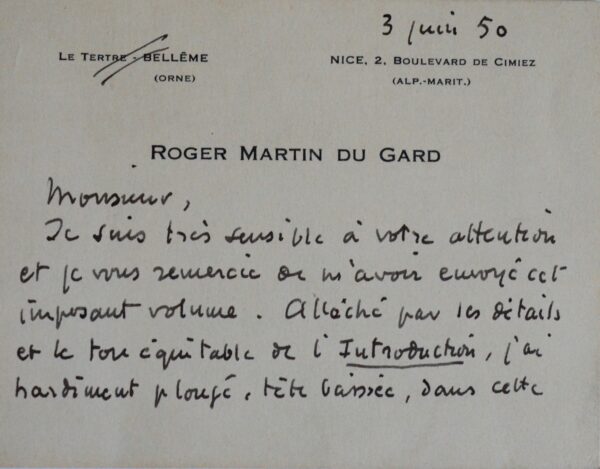 3 juin 50
LE TERTRE - BELLÊME
(ORNE)
NICE, 2, BOULEVARD DE CIMIEZ
(ALP.-MARIT.)
ROGER MARTIN DU GARD
Monsieur,
Je suis très sensible à votre attention
et je vous remercie de m'avoir envoyé cet
imposant volume. Alléché par les détails
et le ton équitable de l'Introduction, j'ai
hardiment plongé, tête baissée, dans cette